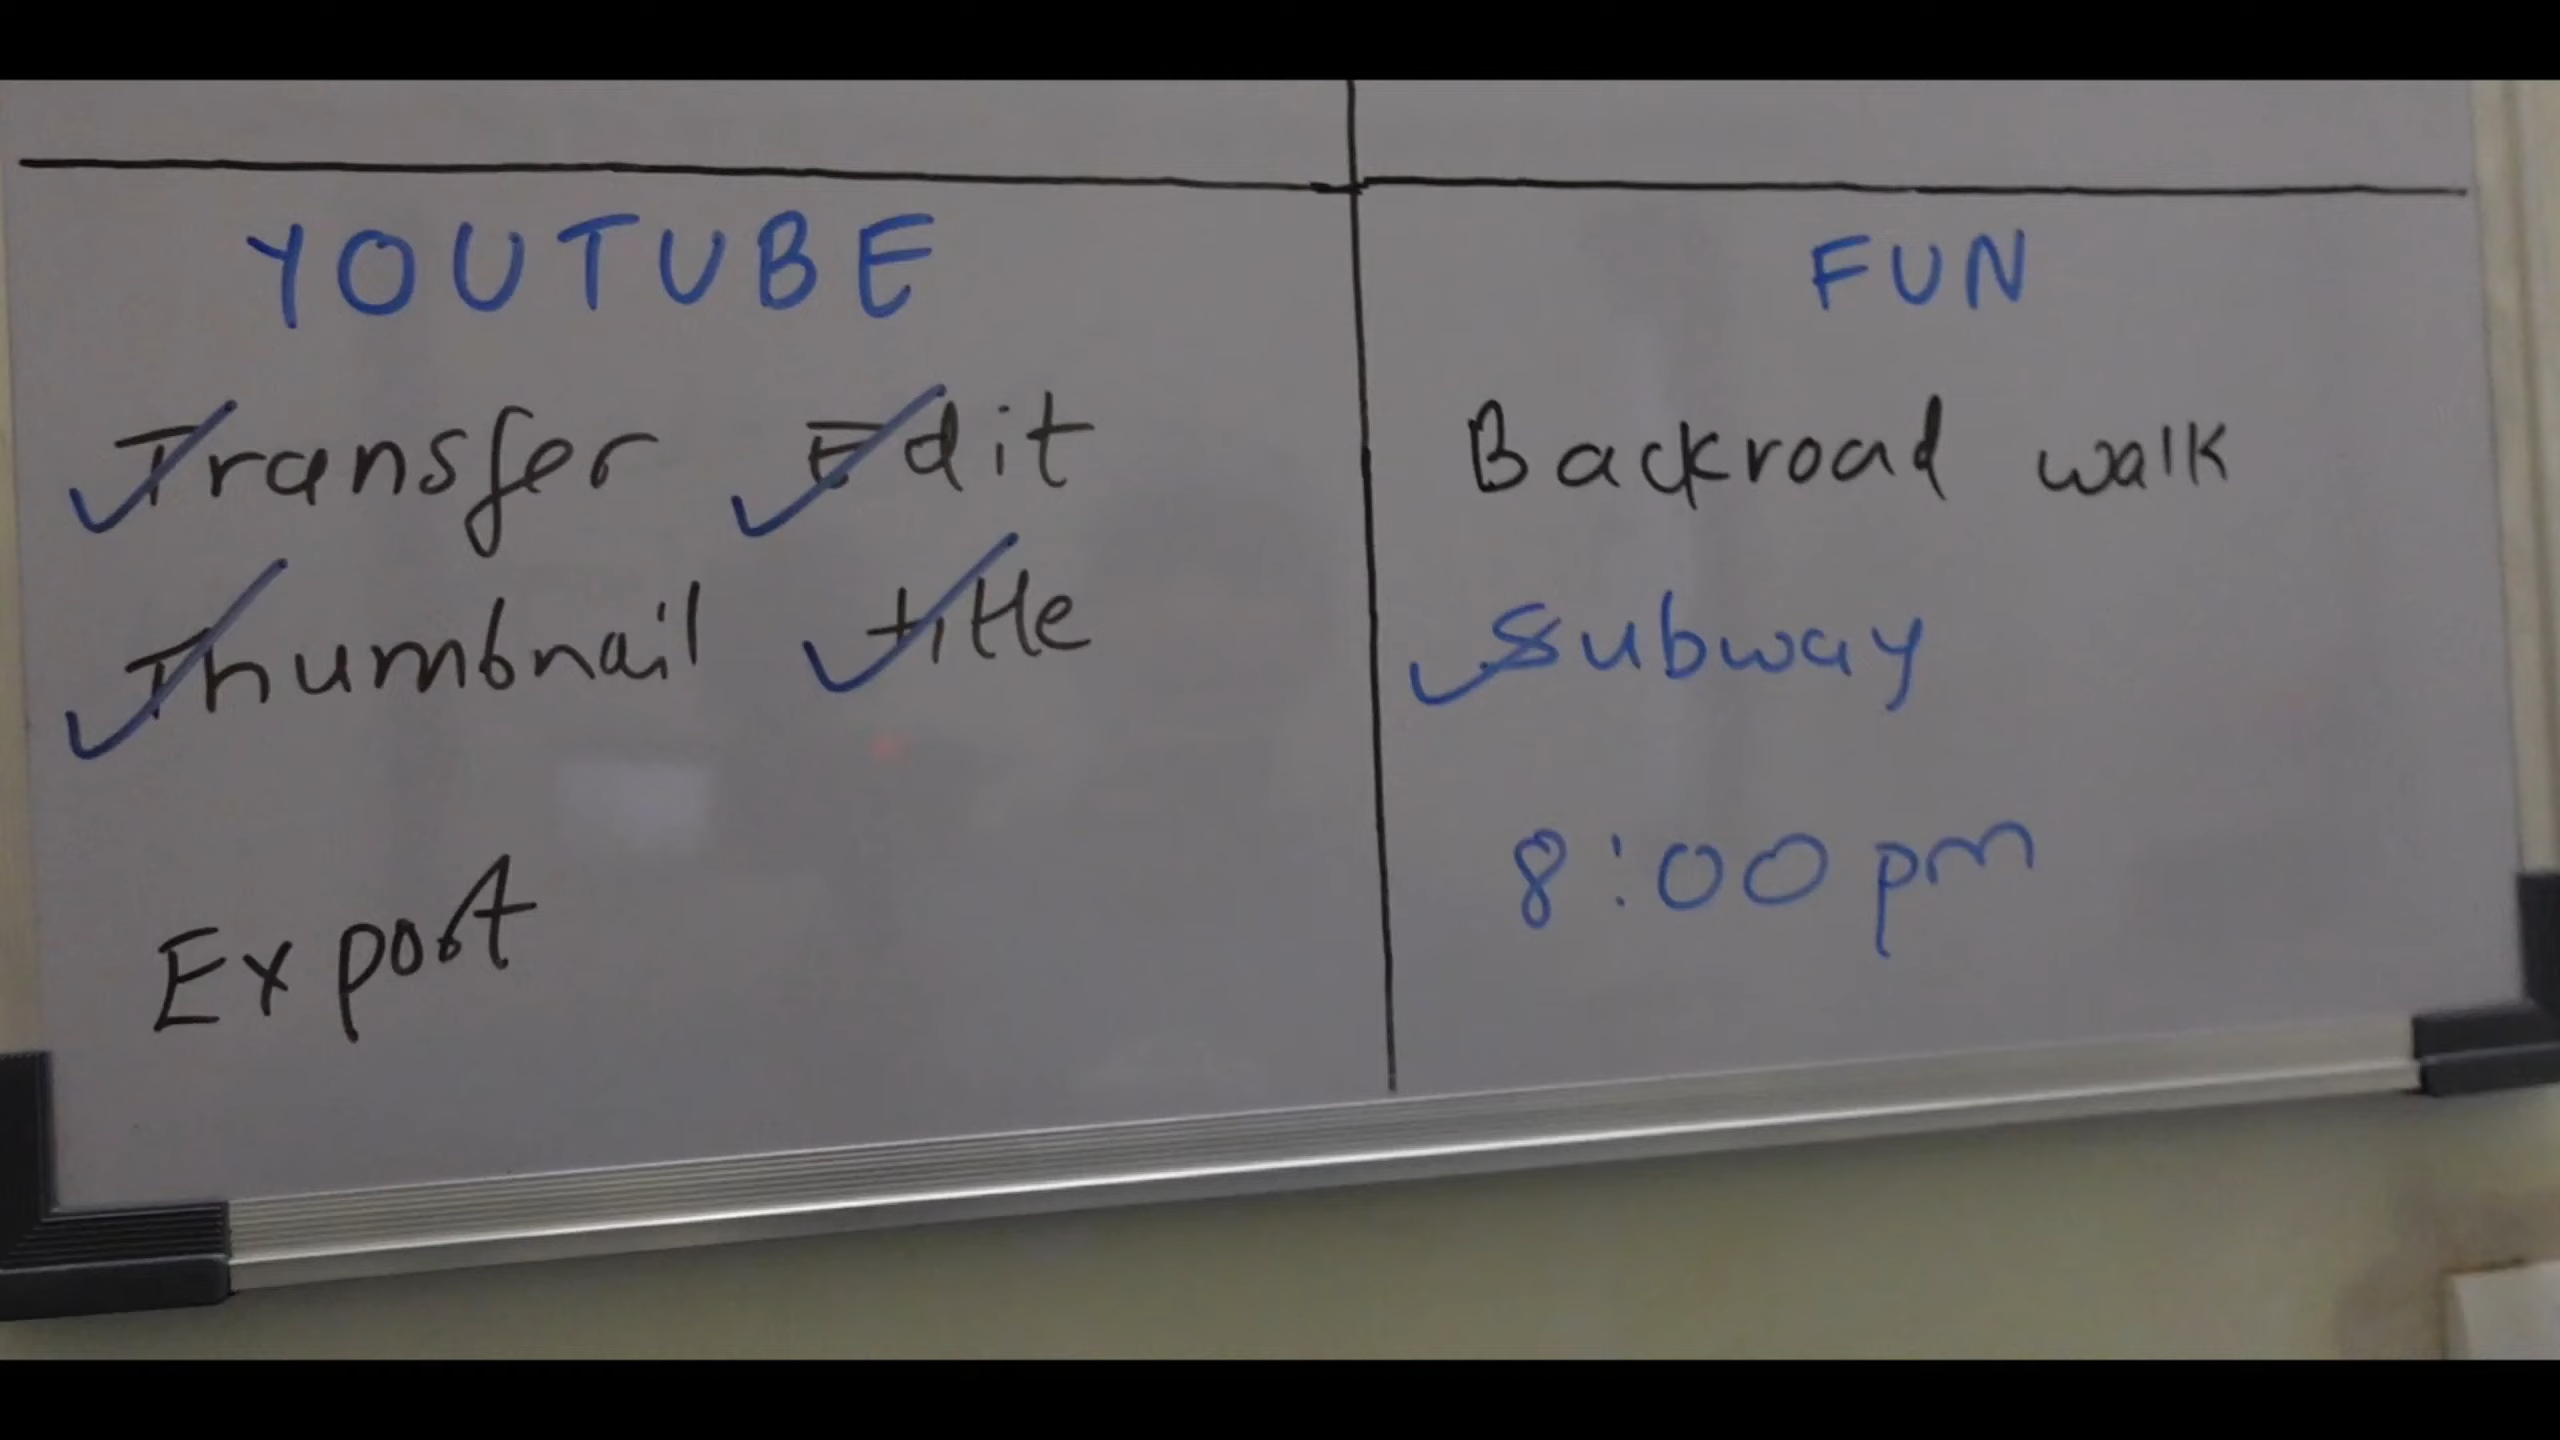 YOUTUBE
Transfer Edit
Thumbnail title
Export
FUN
Backroad walk
Subway
8:00 pm